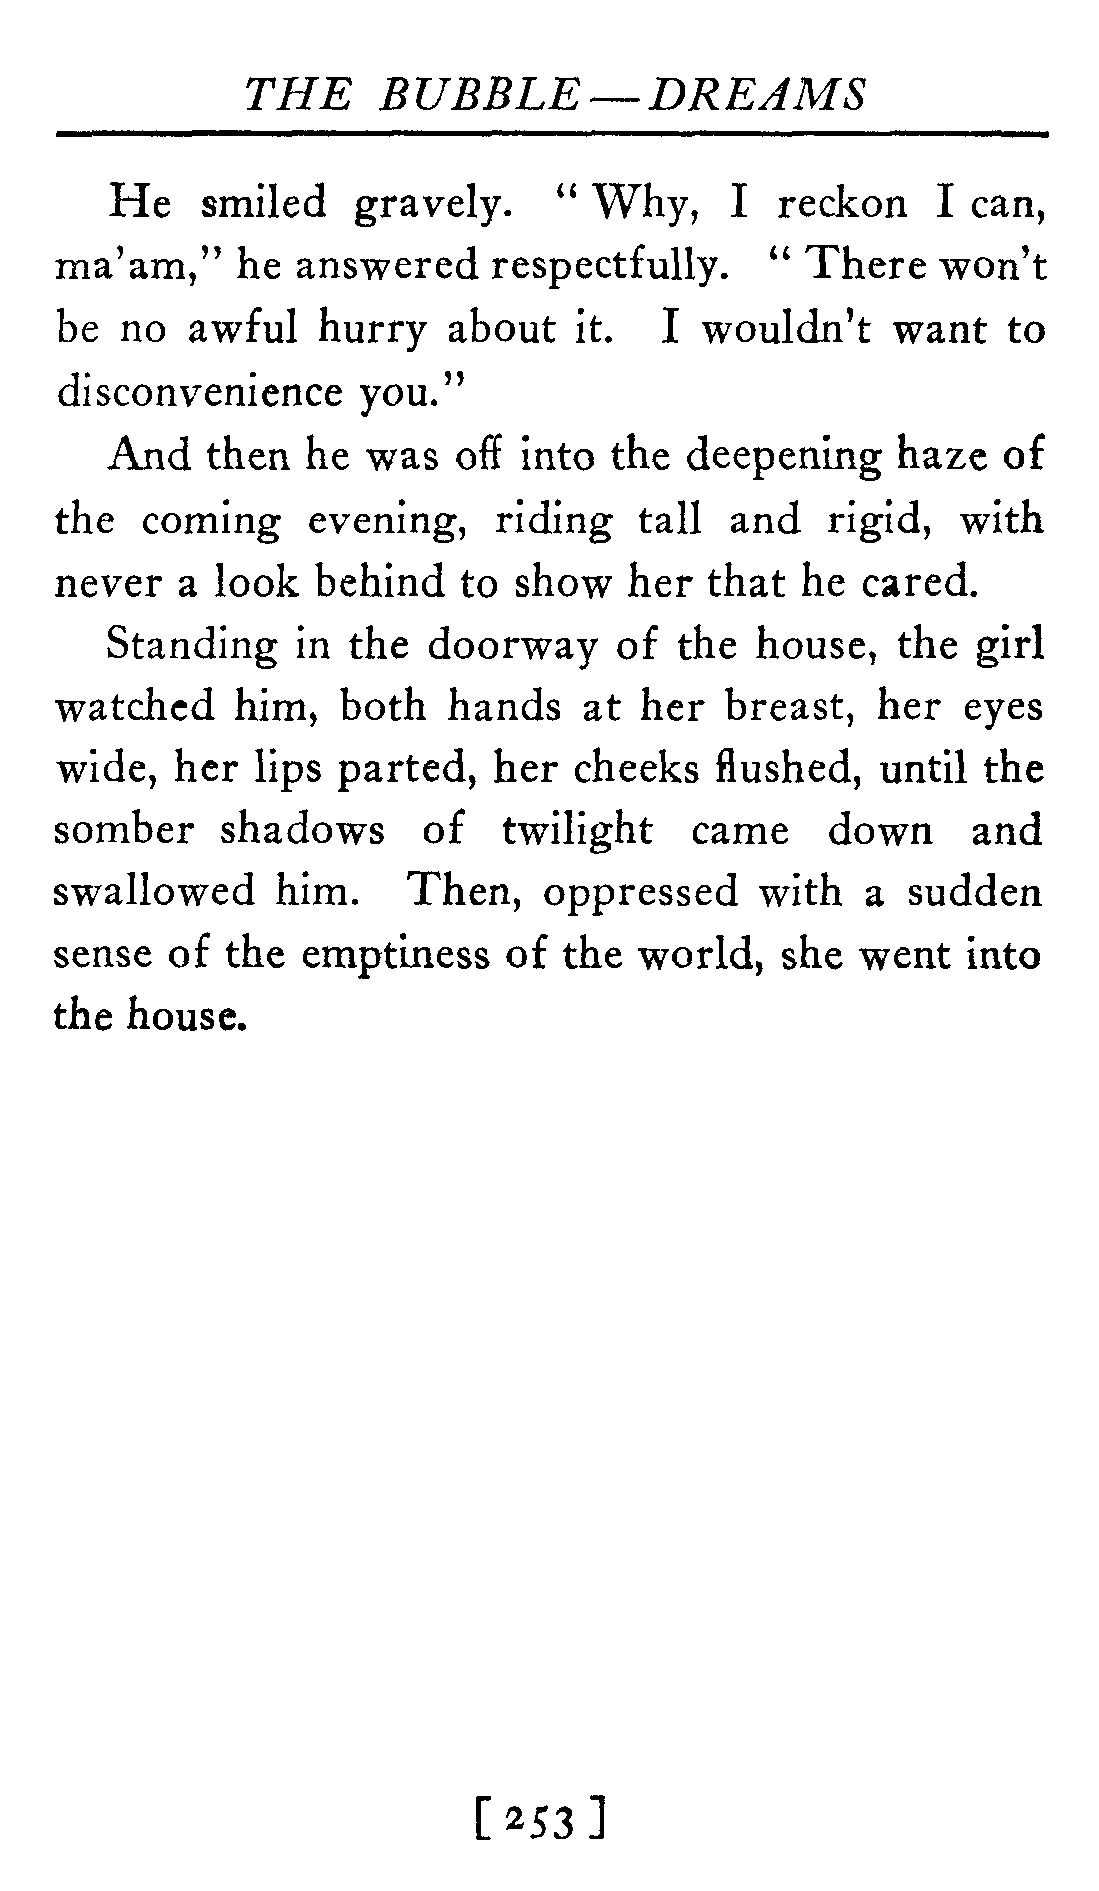 THE BUBBLE—DREAMS
He smiled gravely. "Why, I reckon I can,
ma'am," he answered respectfully. "There won't
be no awful hurry about it. I wouldn't want to
disconvenience you."
And then he was off into the deepening haze of
the coming evening, riding tall and rigid, with
never a look behind to show her that he cared.
Standing in the doorway of the house, the girl
watched him, both hands at her breast, her eyes
wide, her lips parted, her cheeks flushed, until the
somber shadows of twilight came down and
swallowed him. Then, oppressed with a sudden
sense of the emptiness of the world, she went into
the house.
[253]